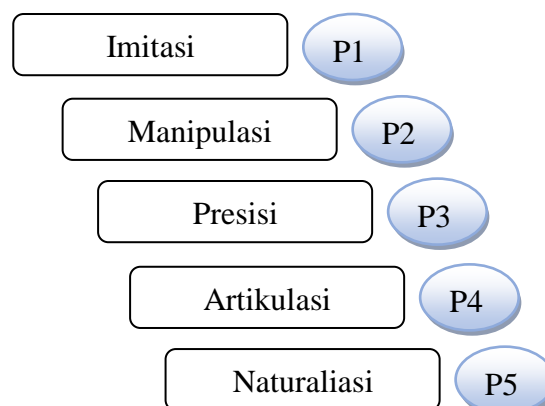 Imitasi P1
Manipulasi P2
Presisi P3
Artikulasi P4
Naturaliasi P5